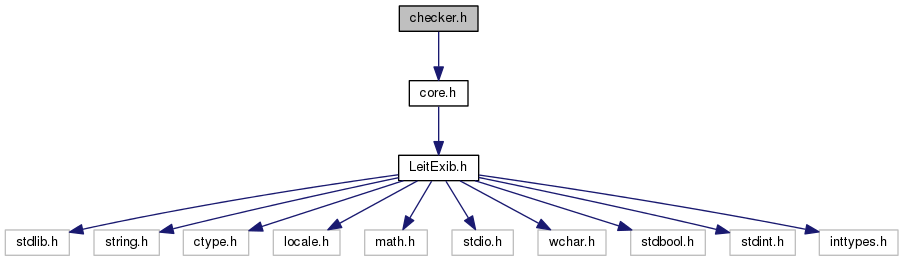 checker.h
core.h
LeitExib.h
stdlib.h
string.h
ctype.h
locale.h
math.h
stdio.h
wchar.h
stdbool.h
stdint.h
inttypes.h